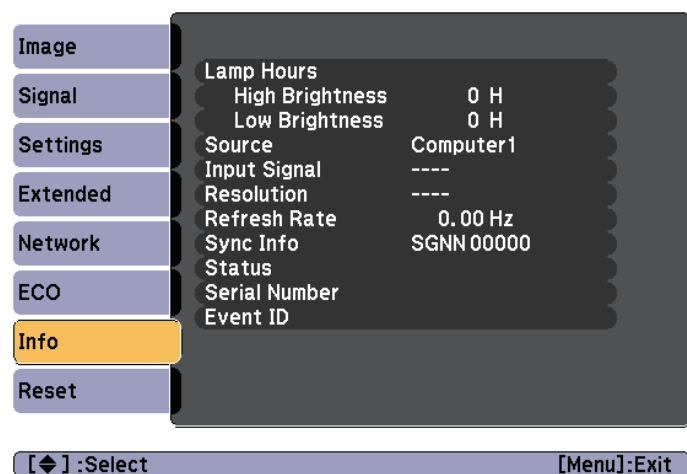 Image
Signal
Settings
Extended
Network
ECO
Info
Reset
Lamp Hours
High Brightness 0 H
Low Brightness 0 H
Source Computer1
Input Signal ----
Resolution ----
Refresh Rate 0.00 Hz
Sync Info SGNN 00000
Status
Serial Number
Event ID
[◆] :Select [Menu]:Exit